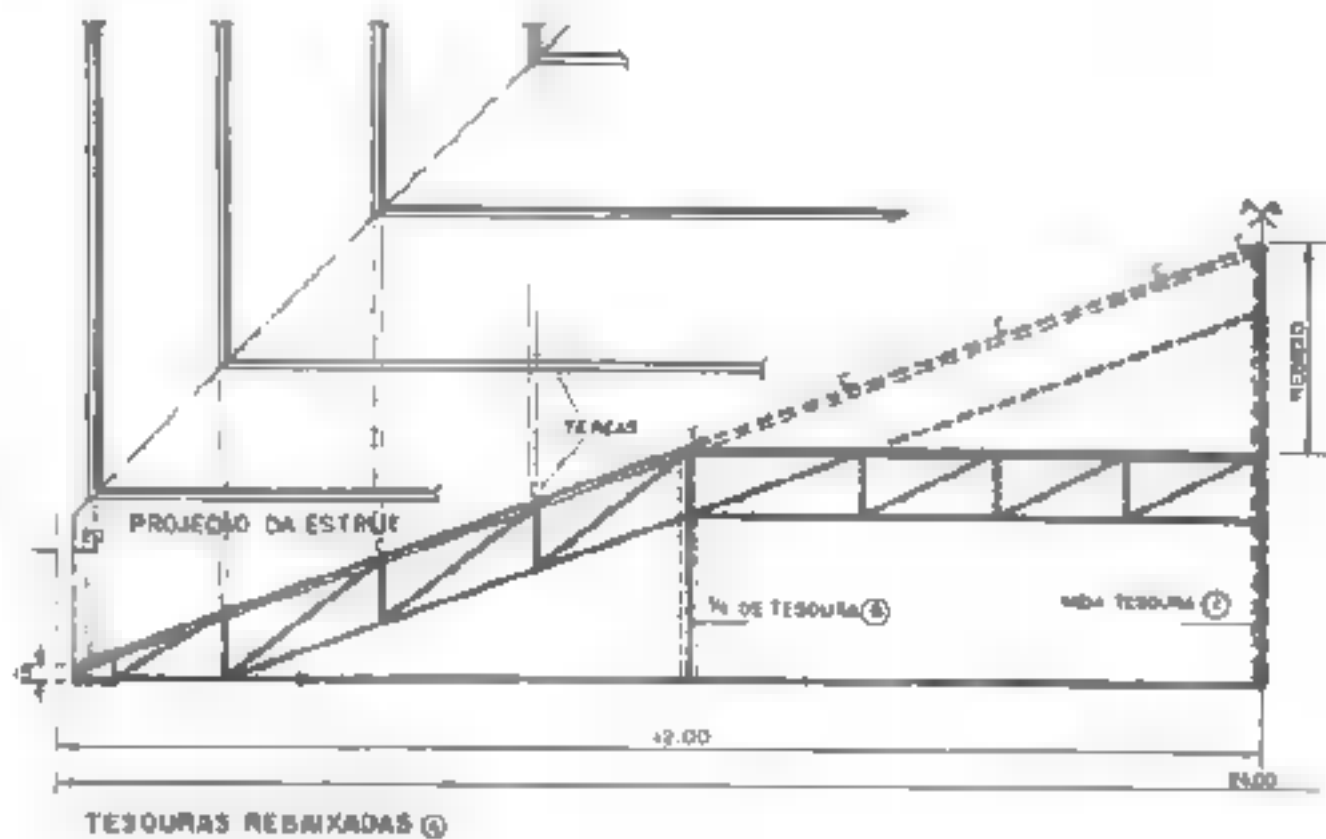 TERÇAS
PROJEÇÃO DA ESTRUT
¼ DE TESOURA
MEIA TESOURA
12.00
24.00
TESOURAS REBAIXADAS